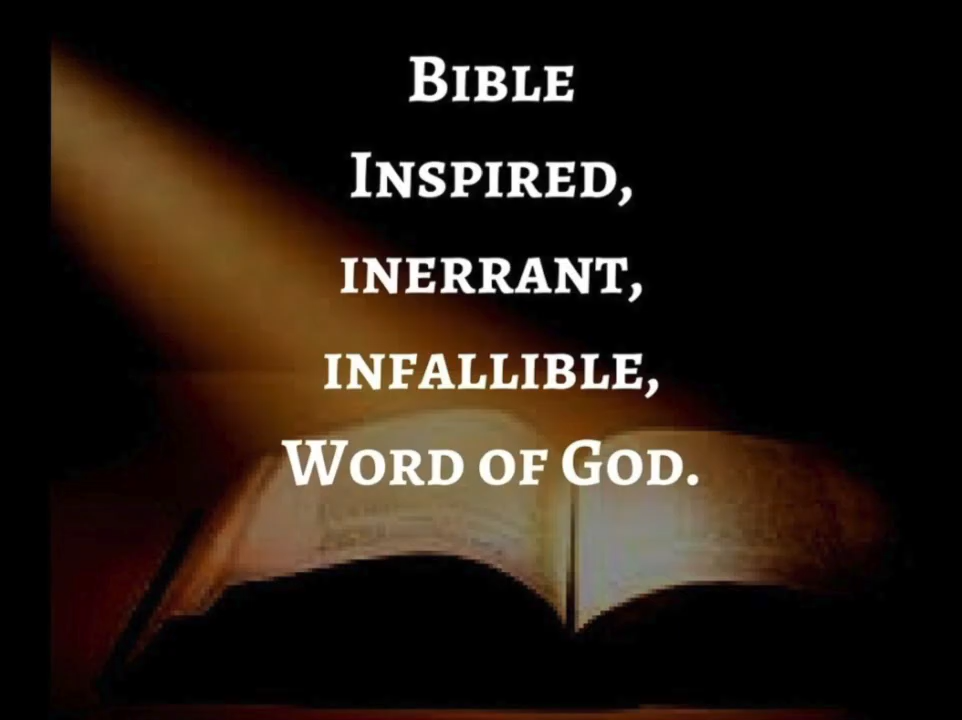 Bible
Inspired,
inerrant,
infallible,
Word of God.